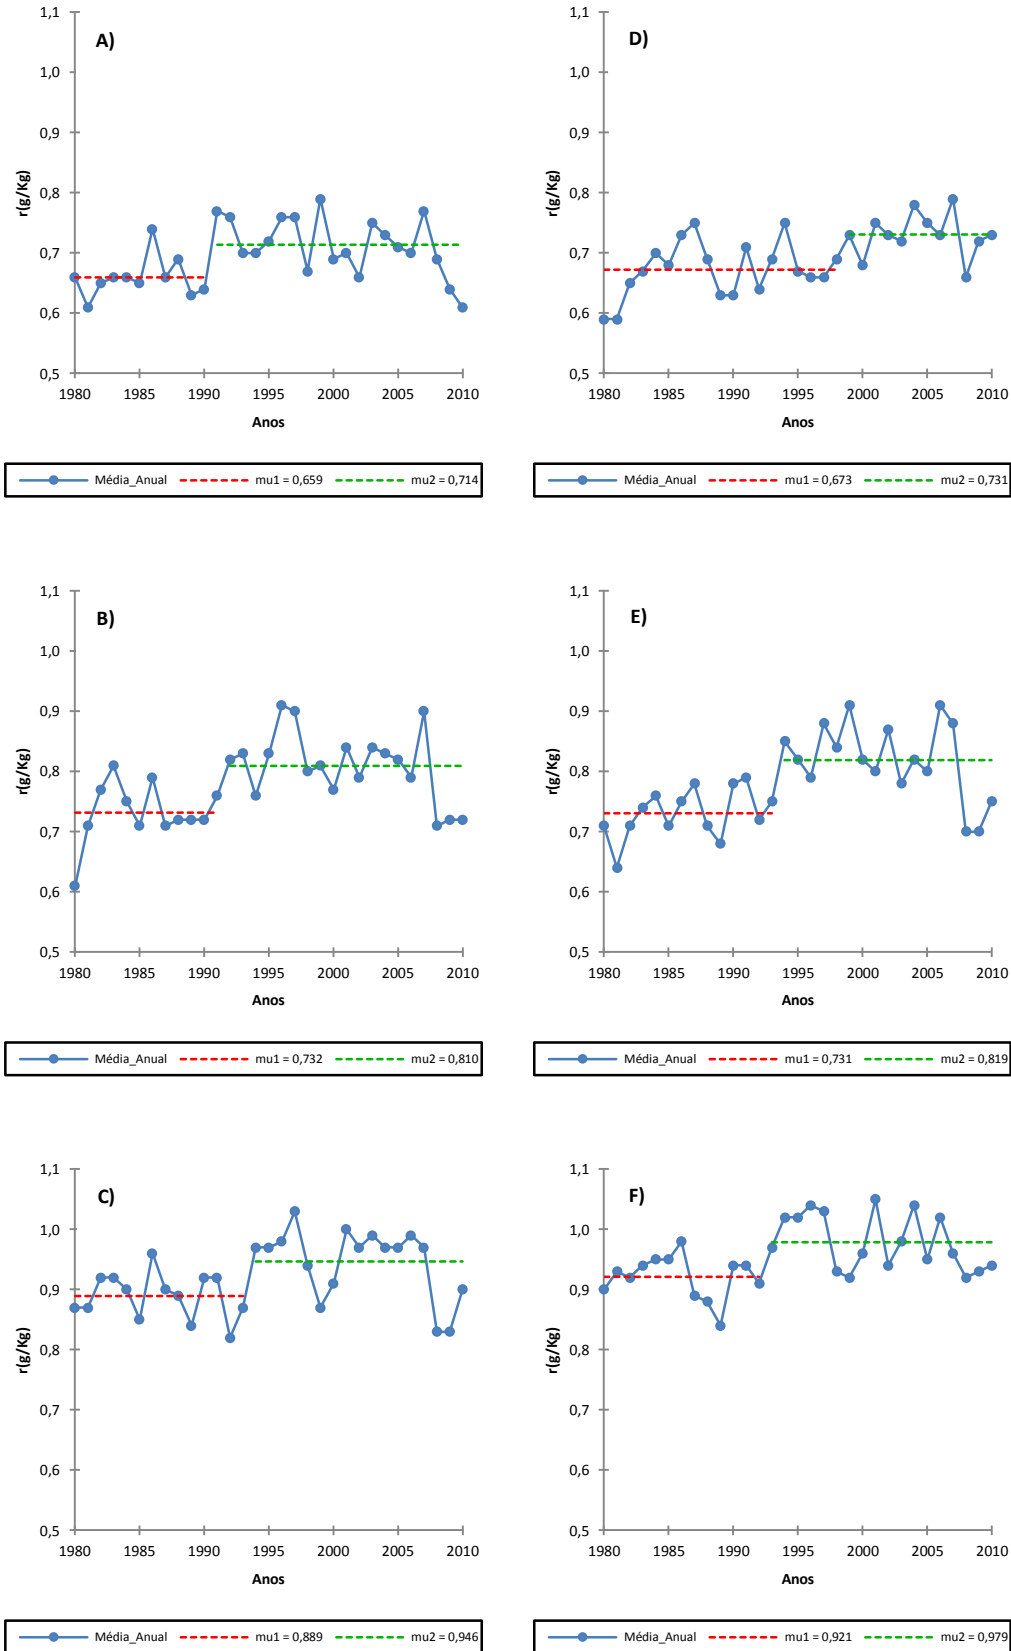 A)
1,1
1,0
0,9
0,8
0,7
0,6
0,5
r(g/Kg)
1980 1985 1990 1995 2000 2005 2010
Anos
Média_Anual mu1 = 0,659 mu2 = 0,714
D)
1,1
1,0
0,9
0,8
0,7
0,6
0,5
r(g/Kg)
1980 1985 1990 1995 2000 2005 2010
Anos
Média_Anual mu1 = 0,673 mu2 = 0,731
B)
1,1
1,0
0,9
0,8
0,7
0,6
0,5
r(g/Kg)
1980 1985 1990 1995 2000 2005 2010
Anos
Média_Anual mu1 = 0,732 mu2 = 0,810
E)
1,1
1,0
0,9
0,8
0,7
0,6
0,5
r(g/Kg)
1980 1985 1990 1995 2000 2005 2010
Anos
Média_Anual mu1 = 0,731 mu2 = 0,819
C)
1,1
1,0
0,9
0,8
0,7
0,6
0,5
r(g/Kg)
1980 1985 1990 1995 2000 2005 2010
Anos
Média_Anual mu1 = 0,889 mu2 = 0,946
F)
1,1
1,0
0,9
0,8
0,7
0,6
0,5
r(g/Kg)
1980 1985 1990 1995 2000 2005 2010
Anos
Média_Anual mu1 = 0,921 mu2 = 0,979